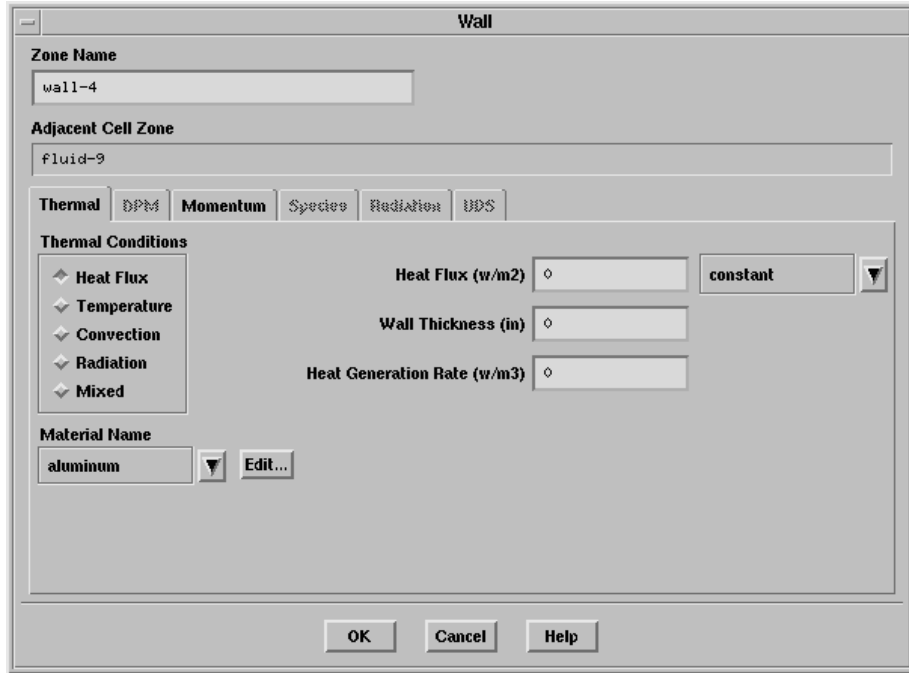 Wall
Zone Name
wall-4
Adjacent Cell Zone
fluid-9
Thermal DPM Momentum Species Radiation UDS
Thermal Conditions
Heat Flux
Temperature
Convection
Radiation
Mixed
Heat Flux (w/m2) 0 constant
Wall Thickness (in) 0
Heat Generation Rate (w/m3) 0
Material Name
aluminum Edit...
OK Cancel Help